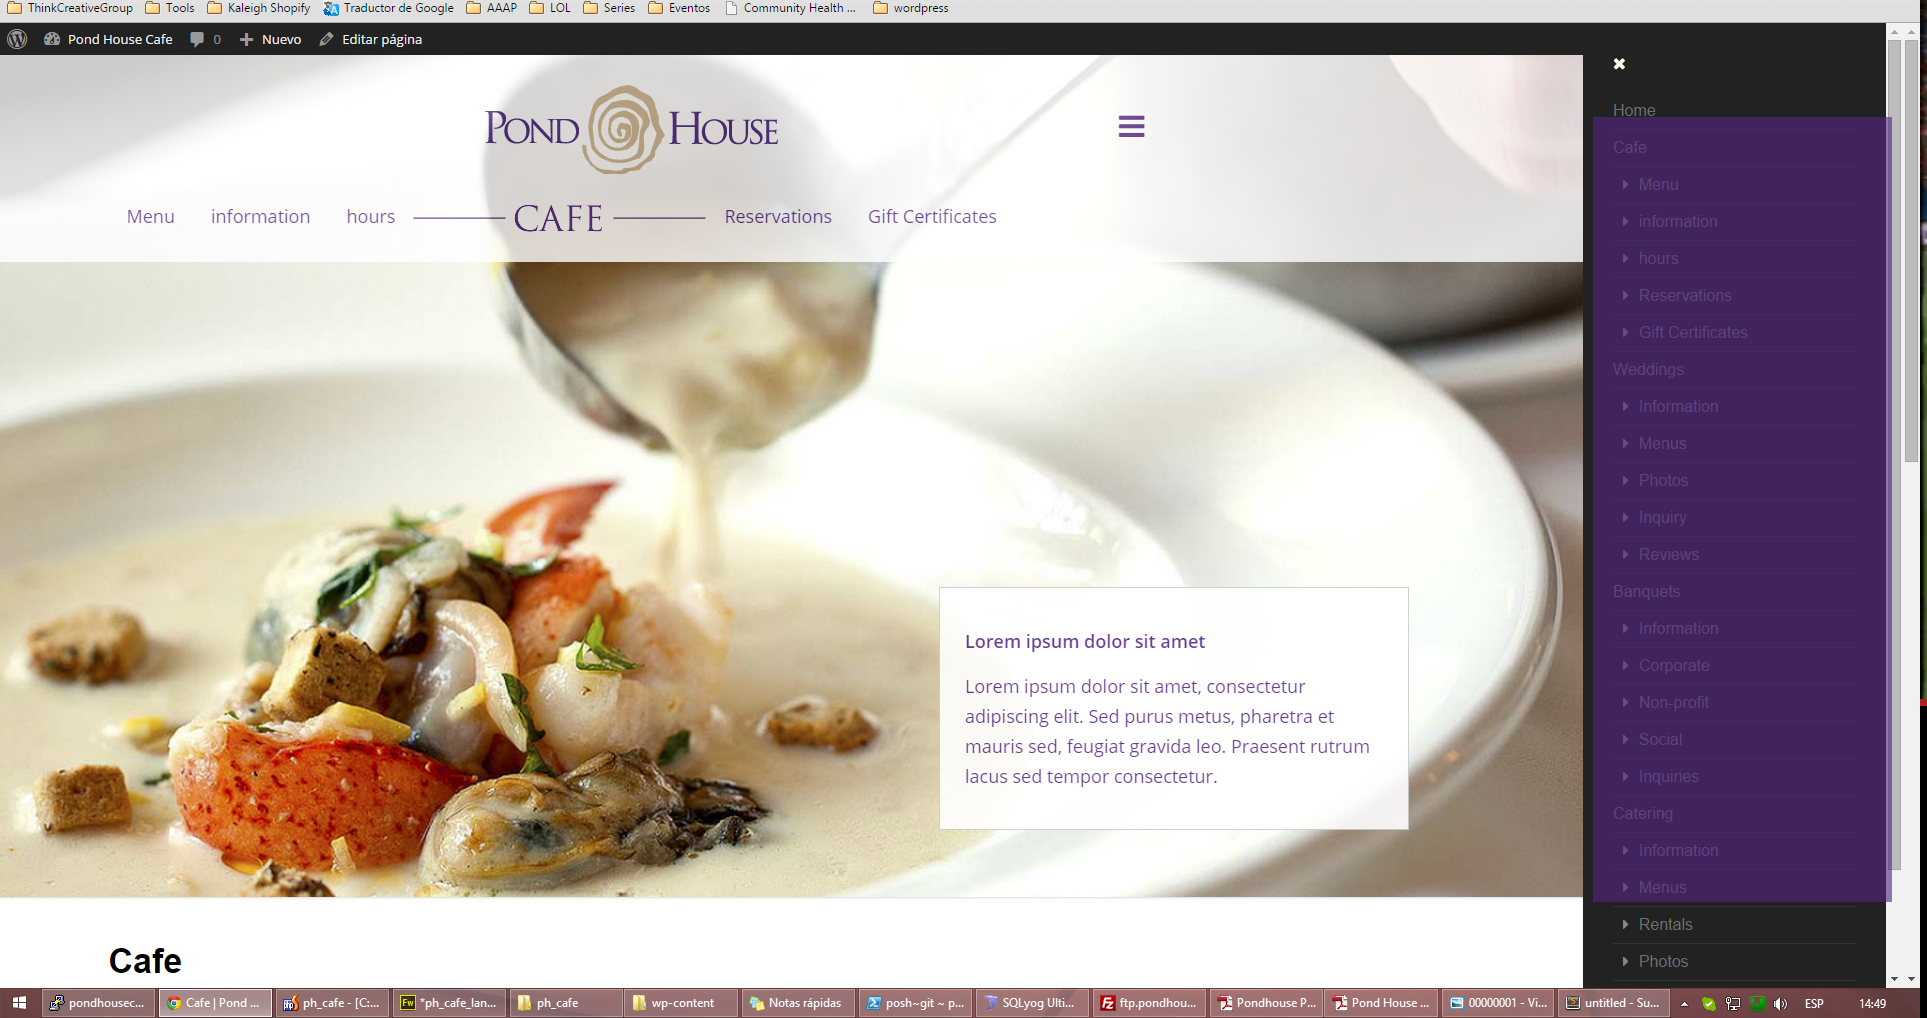 ThinkCreativeGroup Tools Kaleigh Shopify Traductor de Google AAAP LOL Series Eventos Community Health ... wordpress
Pond House Cafe 0 Nuevo Editar página
POND HOUSE
Menu information hours CAFE Reservations Gift Certificates
Lorem ipsum dolor sit amet
Lorem ipsum dolor sit amet, consectetur
adipiscing elit. Sed purus metus, pharetra et
mauris sed, feugiat gravida leo. Praesent rutrum
lacus sed tempor consectetur.
Cafe
Home
Cafe
Menu
information
hours
Reservations
Gift Certificates
Weddings
Information
Menus
Photos
Inquiry
Reviews
Banquets
Information
Corporate
Non-profit
Social
Inquiries
Catering
Information
Menus
Rentals
Photos
pondhousec... Cafe | Pond ... ph_cafe - [C:... *ph_cafe_lan... ph_cafe wp-content Notas rápidas posh~git ~ p... SQLyog Ulti... ftp.pondhou... Pondhouse P... Pond House ... 00000001 - Vi... untitled - Su... ESP 14:49